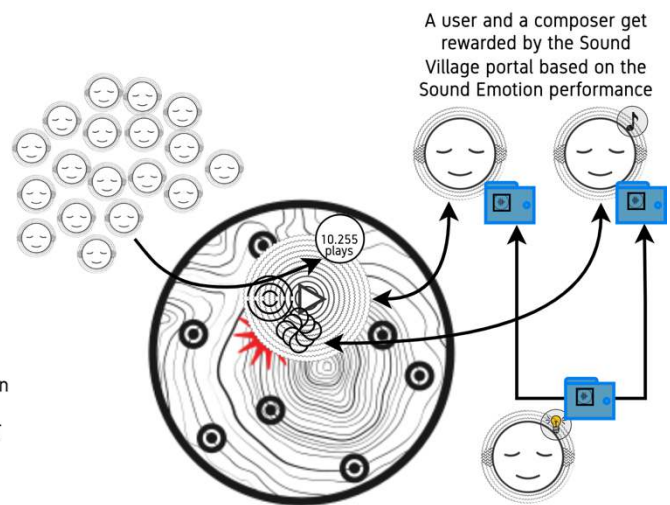 A user and a composer get
rewarded by the Sound
Village portal based on the
Sound Emotion performance
10.255
plays